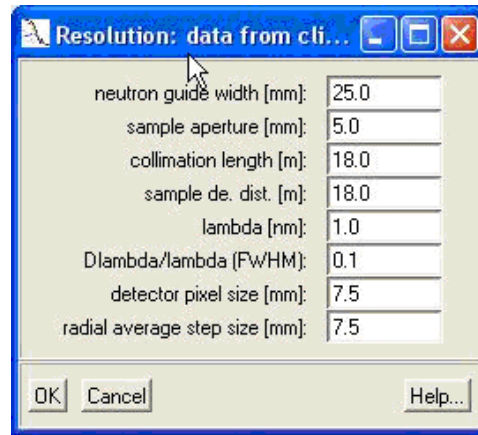 Resolution: data from cli...
neutron guide width [mm]: 25.0
sample aperture [mm]: 5.0
collimation length [m]: 18.0
sample de. dist. [m]: 18.0
lambda [nm]: 1.0
Dlambda/lambda (FWHM): 0.1
detector pixel size [mm]: 7.5
radial average step size [mm]: 7.5
OK Cancel Help...